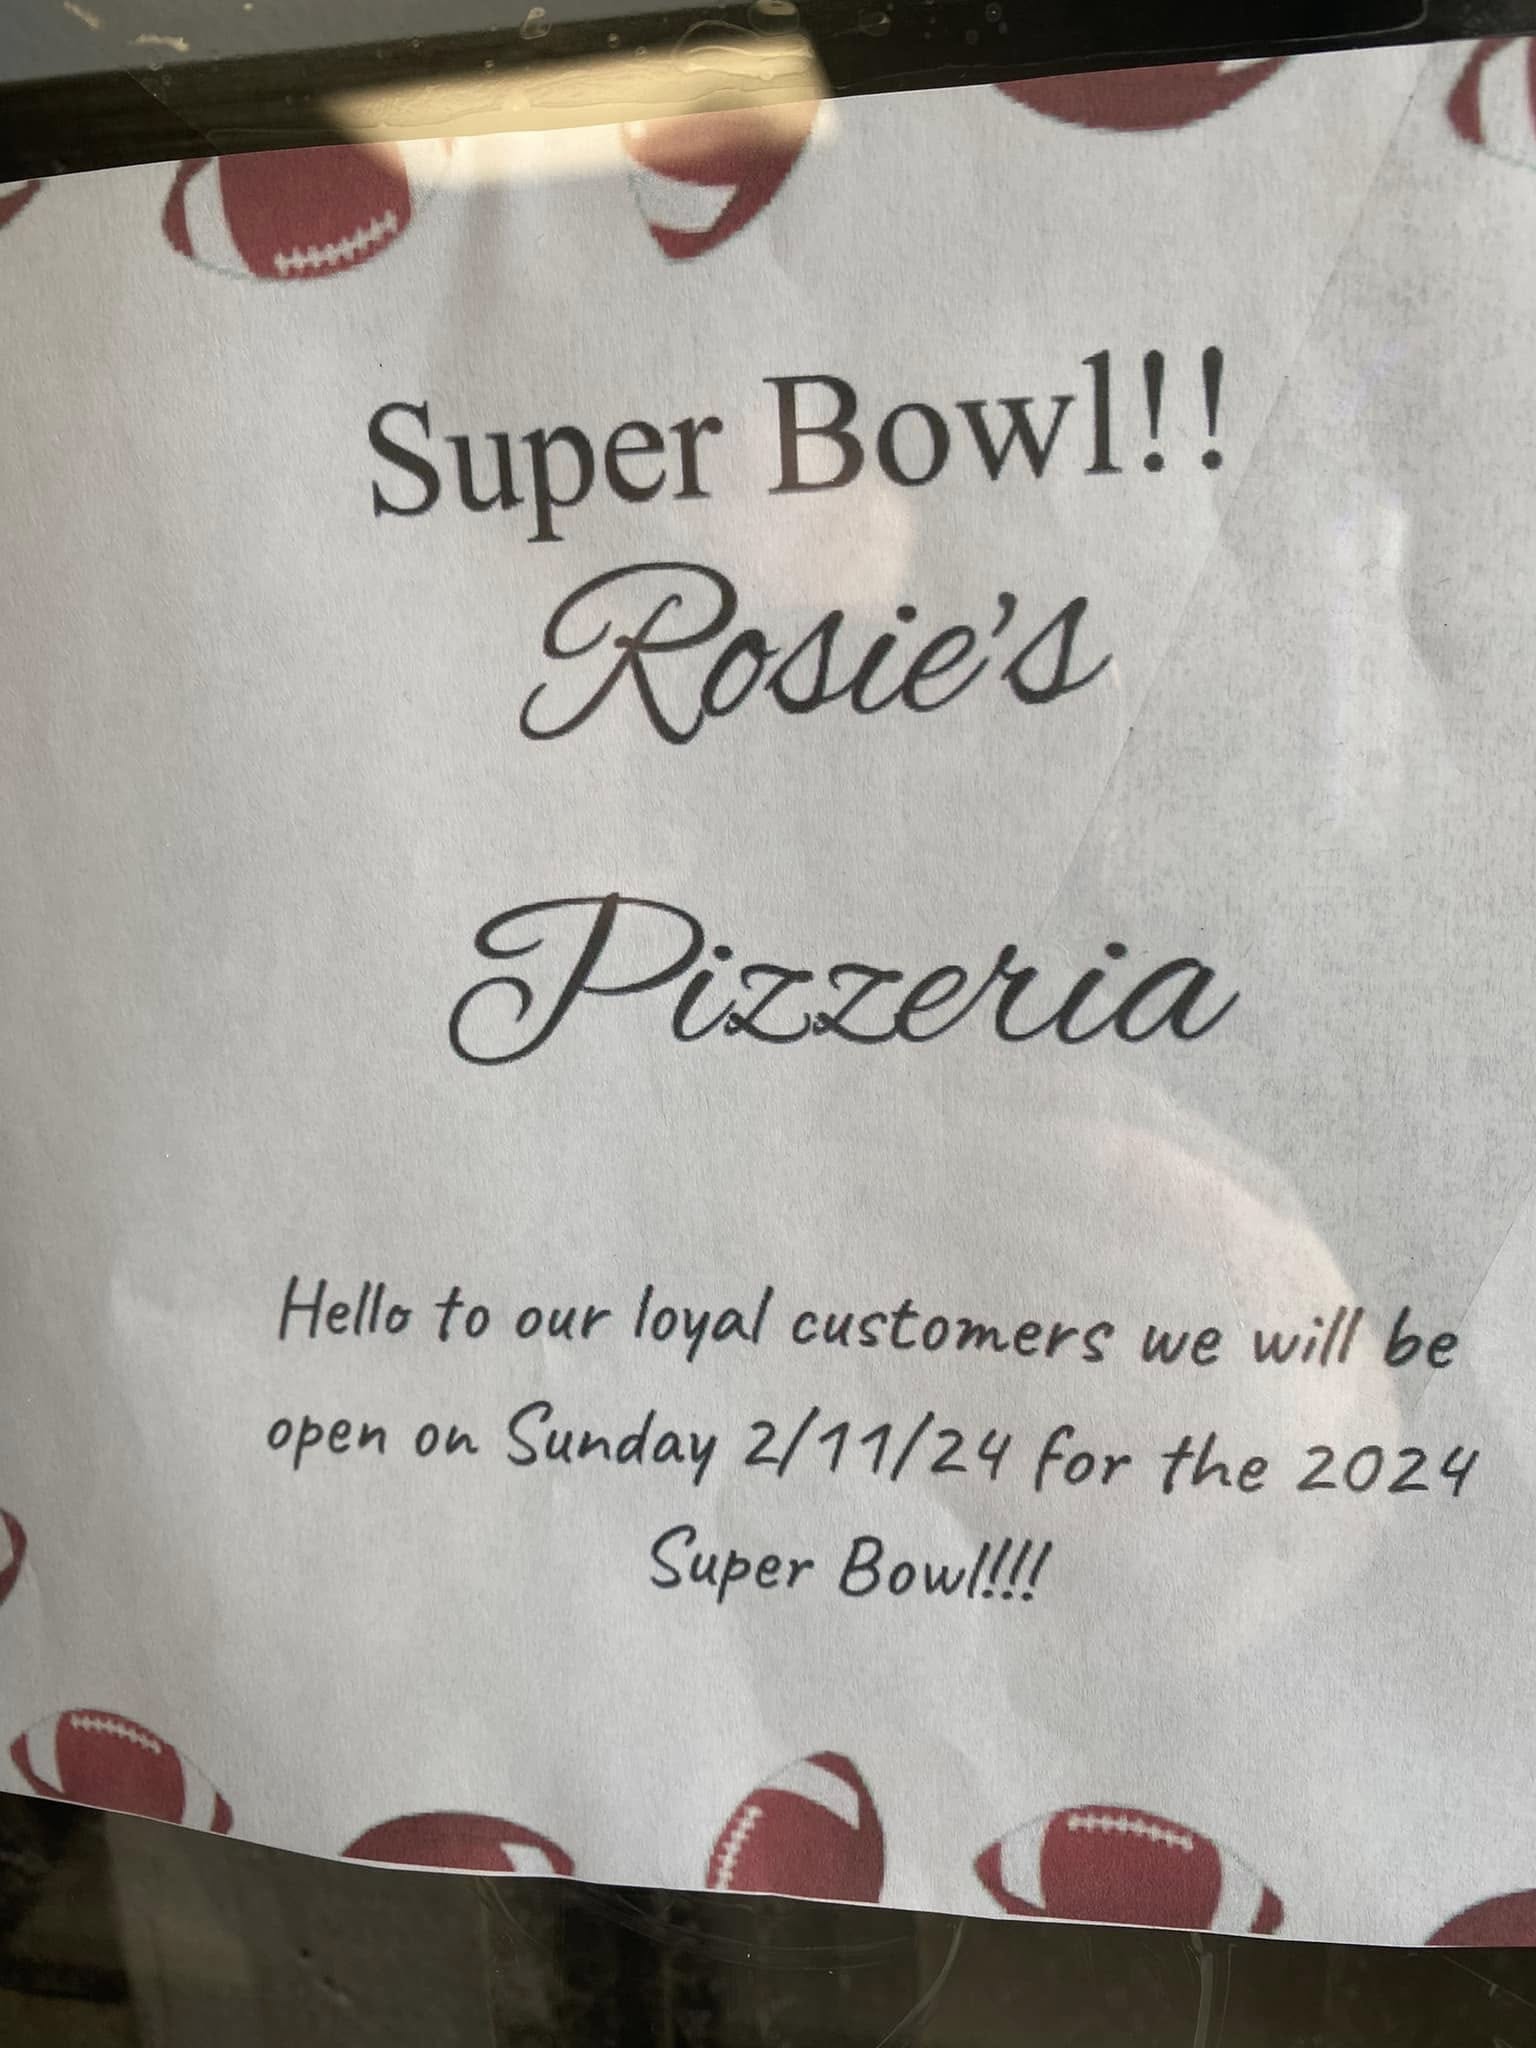 Super Bowl!!
Rosie's
Pizzeria
Hello to our loyal customers we will be
open on Sunday 2/11/24 for the 2024
Super Bowl!!!